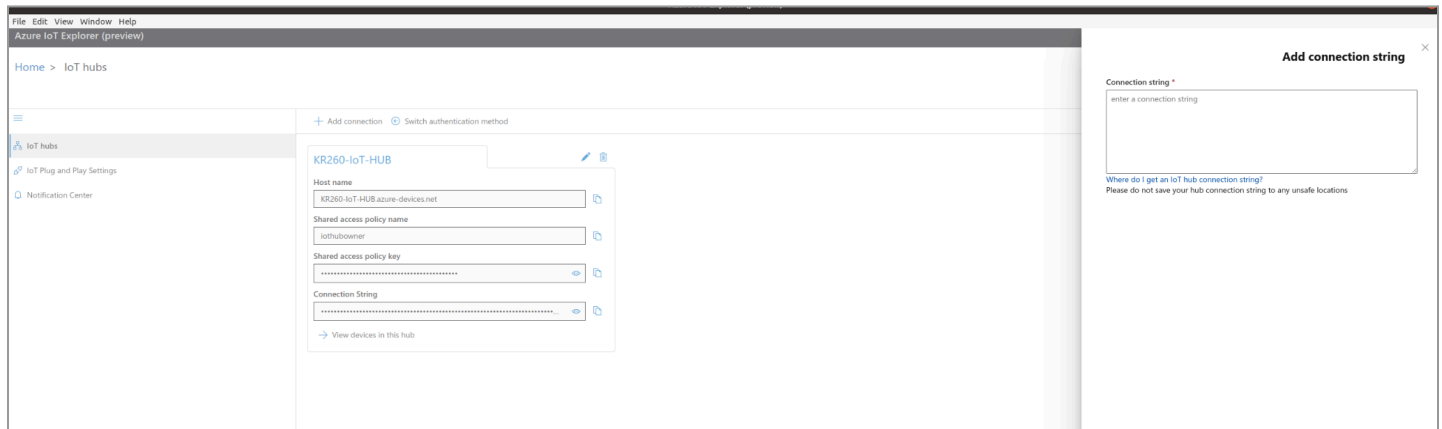 File Edit View Window Help
Azure IoT Explorer (preview)
Home > IoT hubs
IoT hubs
IoT Plug and Play Settings
Notification Center
Add connection Switch authentication method
KR260-IoT-HUB
Host name
KR260-IoT-HUB.azure-devices.net
Shared access policy name
iothubowner
Shared access policy key
Connection String
View devices in this hub
Add connection string
Connection string *
enter a connection string
Where do I get an IoT hub connection string?
Please do not save your hub connection string to any unsafe locations